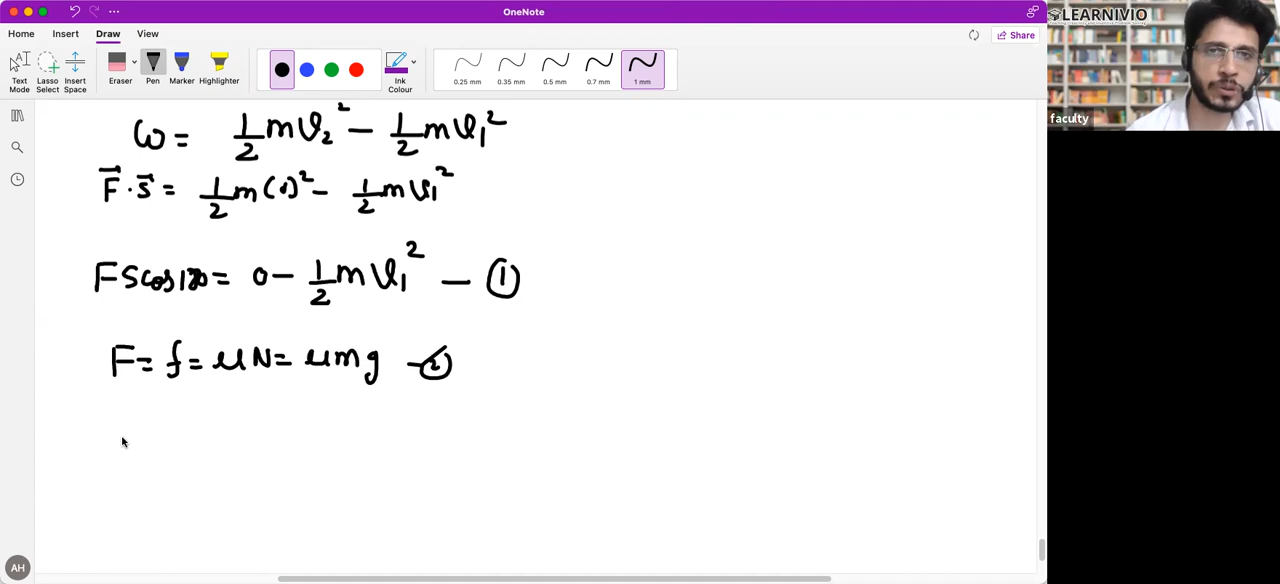 OneNote
LEARNIVIO
Home Insert Draw View
Share
Text Mode Lasso Select Insert Space Eraser Pen Marker Highlighter Ink Colour 0.25 mm 0.35 mm 0.5 mm 0.7 mm 1 mm
faculty
ω = 1/2 mv₂² - 1/2 mv₁²
F⃗ · s⃗ = 1/2 m(0)² - 1/2 mv₁²
FScos180 = 0 - 1/2 mv₁² - ①
F = f = μN = μmg - ②
AH